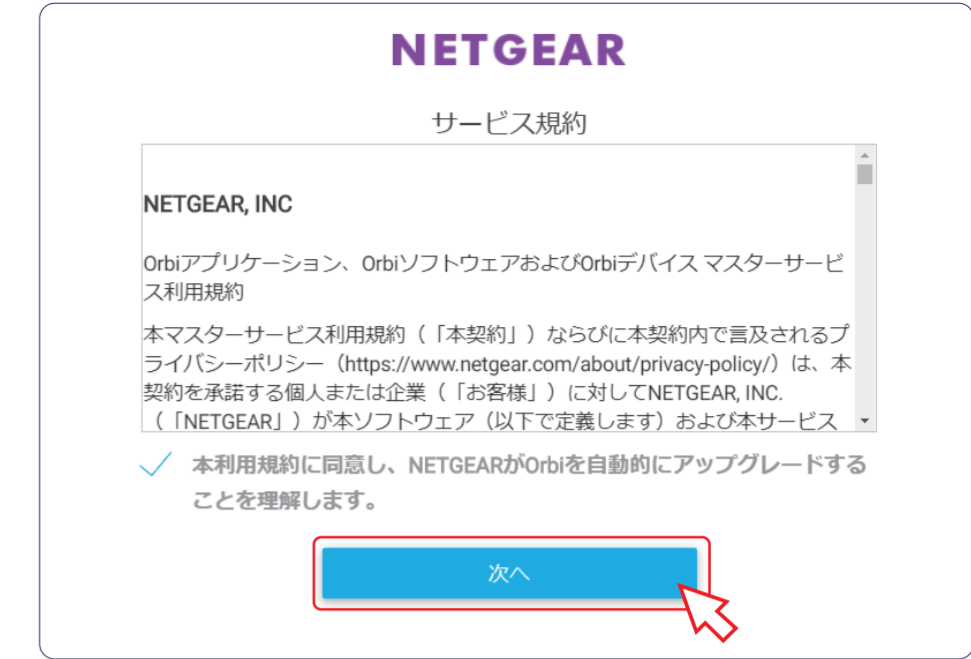 NETGEAR
サービス規約
NETGEAR, INC
Orbiアプリケーション、OrbiソフトウェアおよびOrbiデバイス マスターサービ
ス利用規約
本マスターサービス利用規約（「本契約」）ならびに本契約内で言及されるプ
ライバシーポリシー（https://www.netgear.com/about/privacy-policy/）は、本
契約を承諾する個人または企業（「お客様」）に対してNETGEAR, INC.
（「NETGEAR」）が本ソフトウェア（以下で定義します）および本サービス
本利用規約に同意し、NETGEARがOrbiを自動的にアップグレードする
ことを理解します。
次へ